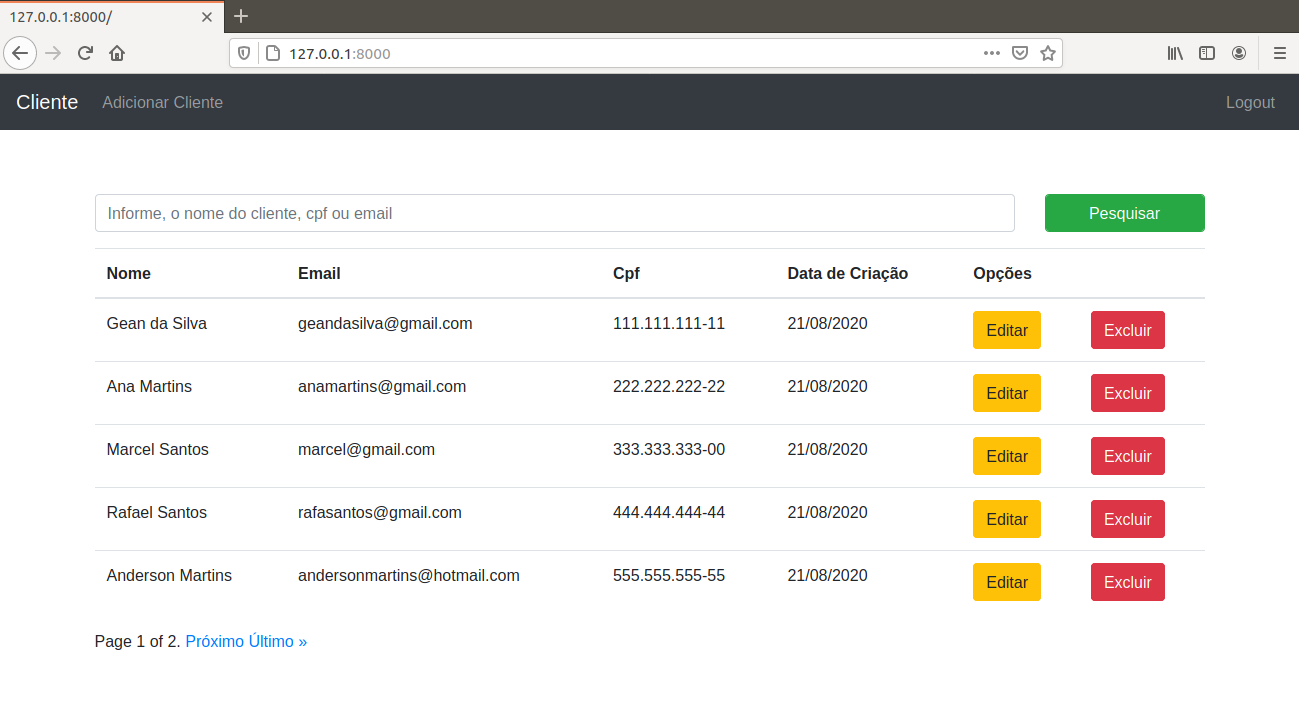 127.0.0.1:8000/
127.0.0.1:8000
Cliente Adicionar Cliente Logout
Informe, o nome do cliente, cpf ou email Pesquisar
Nome Email Cpf Data de Criação Opções
Gean da Silva geandasilva@gmail.com 111.111.111-11 21/08/2020 Editar Excluir
Ana Martins anamartins@gmail.com 222.222.222-22 21/08/2020 Editar Excluir
Marcel Santos marcel@gmail.com 333.333.333-00 21/08/2020 Editar Excluir
Rafael Santos rafasantos@gmail.com 444.444.444-44 21/08/2020 Editar Excluir
Anderson Martins andersonmartins@hotmail.com 555.555.555-55 21/08/2020 Editar Excluir
Page 1 of 2. Próximo Último »